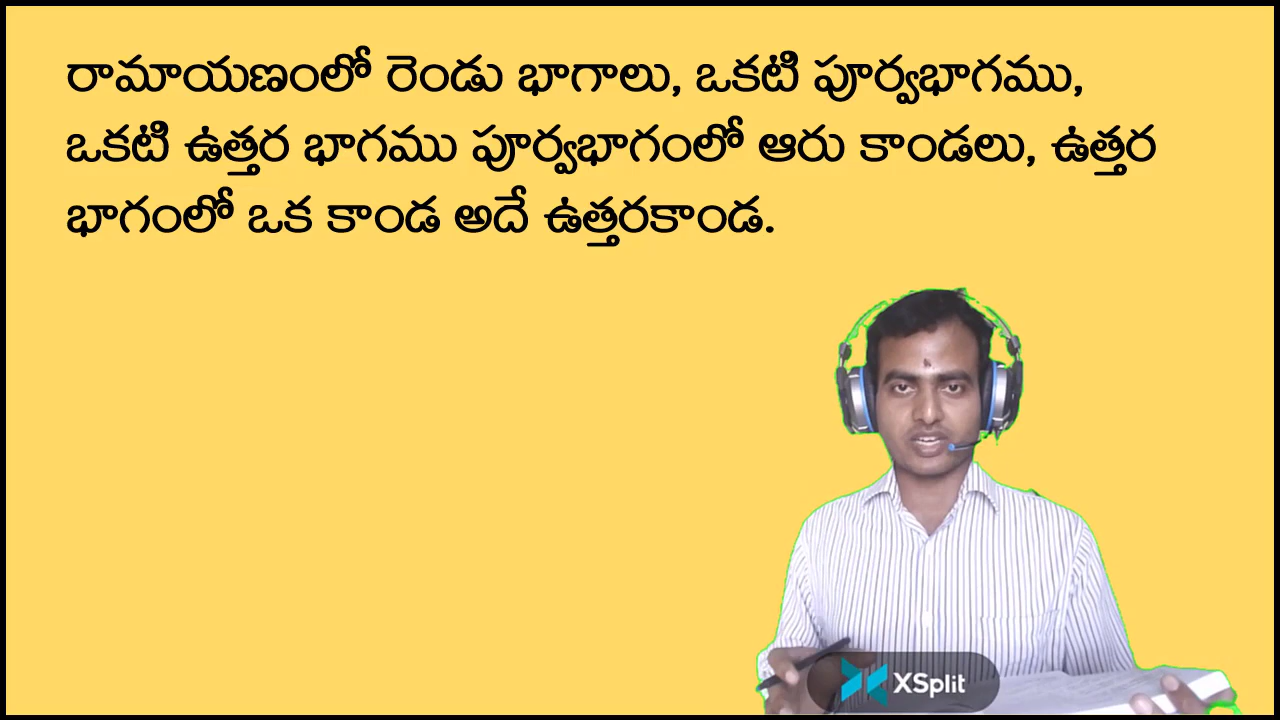 రామాయణంలో రెండు భాగాలు, ఒకటి పూర్వభాగము,
ఒకటి ఉత్తర భాగము పూర్వభాగంలో ఆరు కాండలు, ఉత్తర
భాగంలో ఒక కాండ అదే ఉత్తరకాండ.
XSplit